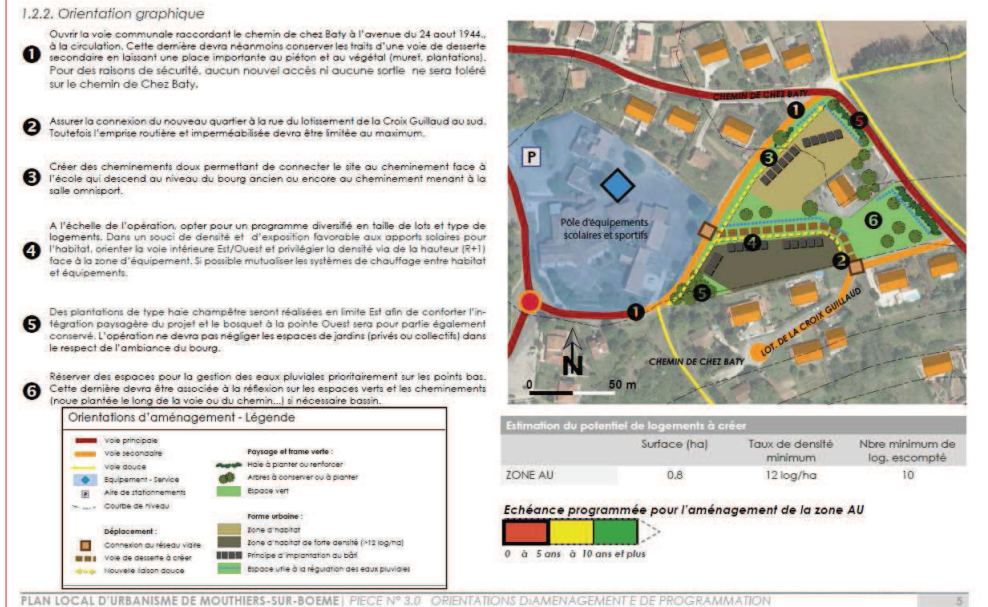 1.2.2. Orientation graphique
1 Ouvrir la voie communale raccordant le chemin de chez Baty à l'avenue du 24 aout 1944.,
à la circulation. Cette dernière devra néanmoins conserver les traits d'une voie de desserte
secondaire en laissant une place importante au piéton et au végétal (muret, plantations).
Pour des raisons de sécurité, aucun nouvel accès ni aucune sortie ne sera toléré
sur le chemin de Chez Baty.
2 Assurer la connexion du nouveau quartier à la rue du lotissement de la Croix Guillaud au sud.
Toutefois l'emprise routière et imperméabilisée devra être limitée au maximum.
3 Créer des cheminements doux permettant de connecter le site au cheminement face à
l'école qui descend au niveau du bourg ancien ou encore au cheminement menant à la
salle omnisport.
4 A l'échelle de l'opération, opter pour un programme diversifié en taille de lots et type de
logements. Dans un souci de densité et d'exposition favorable aux apports solaires pour
l'habitat, orienter la voie intérieure Est/Ouest et privilégier la densité via de la hauteur (R+1)
face à la zone d'équipement. Si possible mutualiser les systèmes de chauffage entre habitat
et équipements.
5 Des plantations de type haie champêtre seront réalisées en limite Est afin de conforter l'in-
tégration paysagère du projet et le bosquet à la pointe Ouest sera pour partie également
conservé. L'opération ne devra pas négliger les espaces de jardins (privés ou collectifs) dans
le respect de l'ambiance du bourg.
6 Réserver des espaces pour la gestion des eaux pluviales prioritairement sur les points bas.
Cette dernière devra être associée à la réflexion sur les espaces verts et les cheminements
(noue plantée le long de la voie ou du chemin...) si nécessaire bassin.
Orientations d'aménagement - Légende
Voie principale
Voie secondaire
Voie douce
Equipement - Service
P Aire de stationnements
Courbe de niveau
Déplacement :
Connexion au réseau viaire
Voie de desserte à créer
Nouvelle liaison douce
Paysage et trame verte :
Haie à planter ou renforcer
Arbres à conserver ou à planter
Espace vert
Forme urbaine :
Zone d'habitat
Zone d'habitat de forte densité (>12 log/ha)
Principe d'implantation du bâti
Espace utile à la régulation des eaux pluviales
CHEMIN DE CHEZ BATY
1
5
P
3
Pôle d'équipements
scolaires et sportifs
6
4
2
5
1
LOT. DE LA CROIX GUILLAUD
CHEMIN DE CHEZ BATY
N
0 50 m
Estimation du potentiel de logements à créer
Surface (ha) Taux de densité minimum Nbre minimum de log. escompté
ZONE AU 0.8 12 log/ha 10
Echéance programmée pour l'aménagement de la zone AU
0 à 5 ans à 10 ans et plus
PLAN LOCAL D'URBANISME DE MOUTHIERS-SUR-BOEME | PIECE N° 3.0 ORIENTATIONS D'AMENAGEMENT E DE PROGRAMMATION 5